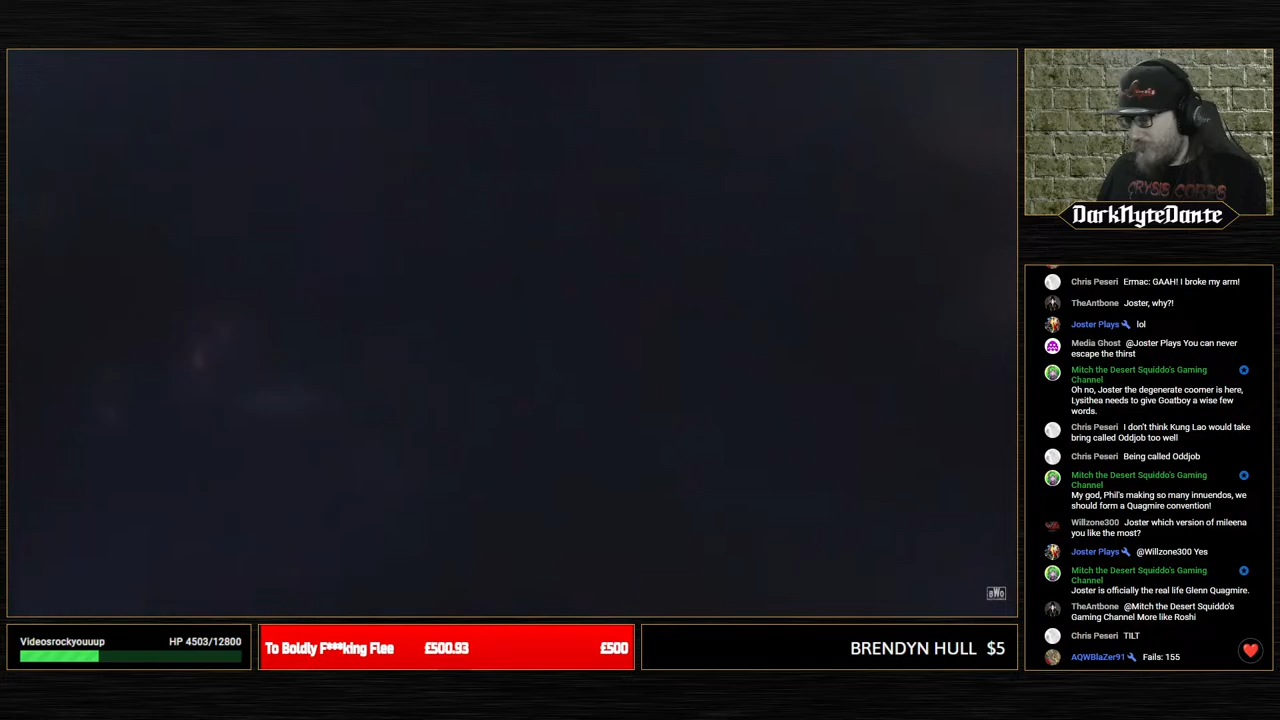 CRYSIS CORPS
DarkNyteDante
Chris Peseri Ermac: GAAH! I broke my arm!
TheAntbone Joster, why?!
Joster Plays lol
Media Ghost @Joster Plays You can never
escape the thirst
Mitch the Desert Squiddo's Gaming
Channel
Oh no, Joster the degenerate coomer is here,
Lysithea needs to give Goatboy a wise few
words.
Chris Peseri I don't think Kung Lao would take
bring called Oddjob too well
Chris Peseri Being called Oddjob
Mitch the Desert Squiddo's Gaming
Channel
My god, Phil's making so many innuendos, we
should form a Quagmire convention!
Willzone300 Joster which version of mileena
you like the most?
Joster Plays @Willzone300 Yes
Mitch the Desert Squiddo's Gaming
Channel
Joster is officially the real life Glenn Quagmire.
TheAntbone @Mitch the Desert Squiddo's
Gaming Channel More like Roshi
Chris Peseri TILT
AQWBlaZer91 Fails: 155
BWO
Videosrockyouuup HP 4503/12800
To Boldly F***king Flee £500.93 £500
BRENDYN HULL $5